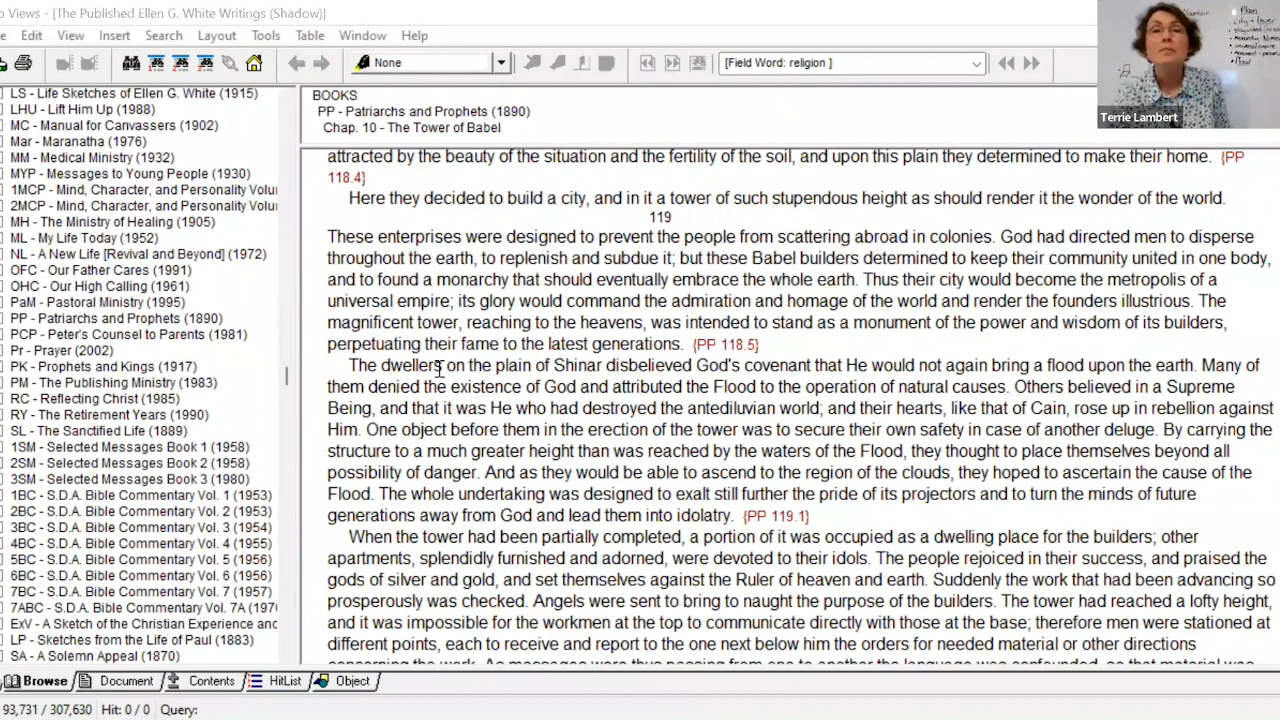 o Views - [The Published Ellen G. White Writings (Shadow)]
e Edit View Insert Search Layout Tools Table Window Help
None
[Field Word: religion ]
LS - Life Sketches of Ellen G. White (1915)
LHU - Lift Him Up (1988)
MC - Manual for Canvassers (1902)
Mar - Maranatha (1976)
MM - Medical Ministry (1932)
MYP - Messages to Young People (1930)
1MCP - Mind, Character, and Personality Volu
2MCP - Mind, Character, and Personality Volu
MH - The Ministry of Healing (1905)
ML - My Life Today (1952)
NL - A New Life [Revival and Beyond] (1972)
OFC - Our Father Cares (1991)
OHC - Our High Calling (1961)
PaM - Pastoral Ministry (1995)
PP - Patriarchs and Prophets (1890)
PCP - Peter's Counsel to Parents (1981)
Pr - Prayer (2002)
PK - Prophets and Kings (1917)
PM - The Publishing Ministry (1983)
RC - Reflecting Christ (1985)
RY - The Retirement Years (1990)
SL - The Sanctified Life (1889)
1SM - Selected Messages Book 1 (1958)
2SM - Selected Messages Book 2 (1958)
3SM - Selected Messages Book 3 (1980)
1BC - S.D.A. Bible Commentary Vol. 1 (1953)
2BC - S.D.A. Bible Commentary Vol. 2 (1953)
3BC - S.D.A. Bible Commentary Vol. 3 (1954)
4BC - S.D.A. Bible Commentary Vol. 4 (1955)
5BC - S.D.A. Bible Commentary Vol. 5 (1956)
6BC - S.D.A. Bible Commentary Vol. 6 (1956)
7BC - S.D.A. Bible Commentary Vol. 7 (1957)
7ABC - S.D.A. Bible Commentary Vol. 7A (197
ExV - A Sketch of the Christian Experience and
LP - Sketches from the Life of Paul (1883)
SA - A Solemn Appeal (1870)
BOOKS
PP - Patriarchs and Prophets (1890)
Chap. 10 - The Tower of Babel
attracted by the beauty of the situation and the fertility of the soil, and upon this plain they determined to make their home. {PP
118.4}
Here they decided to build a city, and in it a tower of such stupendous height as should render it the wonder of the world.
119
These enterprises were designed to prevent the people from scattering abroad in colonies. God had directed men to disperse
throughout the earth, to replenish and subdue it; but these Babel builders determined to keep their community united in one body,
and to found a monarchy that should eventually embrace the whole earth. Thus their city would become the metropolis of a
universal empire; its glory would command the admiration and homage of the world and render the founders illustrious. The
magnificent tower, reaching to the heavens, was intended to stand as a monument of the power and wisdom of its builders,
perpetuating their fame to the latest generations. {PP 118.5}
The dwellers on the plain of Shinar disbelieved God's covenant that He would not again bring a flood upon the earth. Many of
them denied the existence of God and attributed the Flood to the operation of natural causes. Others believed in a Supreme
Being, and that it was He who had destroyed the antediluvian world; and their hearts, like that of Cain, rose up in rebellion against
Him. One object before them in the erection of the tower was to secure their own safety in case of another deluge. By carrying the
structure to a much greater height than was reached by the waters of the Flood, they thought to place themselves beyond all
possibility of danger. And as they would be able to ascend to the region of the clouds, they hoped to ascertain the cause of the
Flood. The whole undertaking was designed to exalt still further the pride of its projectors and to turn the minds of future
generations away from God and lead them into idolatry. {PP 119.1}
When the tower had been partially completed, a portion of it was occupied as a dwelling place for the builders; other
apartments, splendidly furnished and adorned, were devoted to their idols. The people rejoiced in their success, and praised the
gods of silver and gold, and set themselves against the Ruler of heaven and earth. Suddenly the work that had been advancing so
prosperously was checked. Angels were sent to bring to naught the purpose of the builders. The tower had reached a lofty height,
and it was impossible for the workmen at the top to communicate directly with those at the base; therefore men were stationed at
different points, each to receive and report to the one next below him the orders for needed material or other directions
concerning the work. As messages were thus passing from one to another the language was confounded, so that material was
Plain
city + tower
Flood
Terrie Lambert
Browse Document Contents HitList Object
93,731 / 307,630 Hit: 0 / 0 Query: